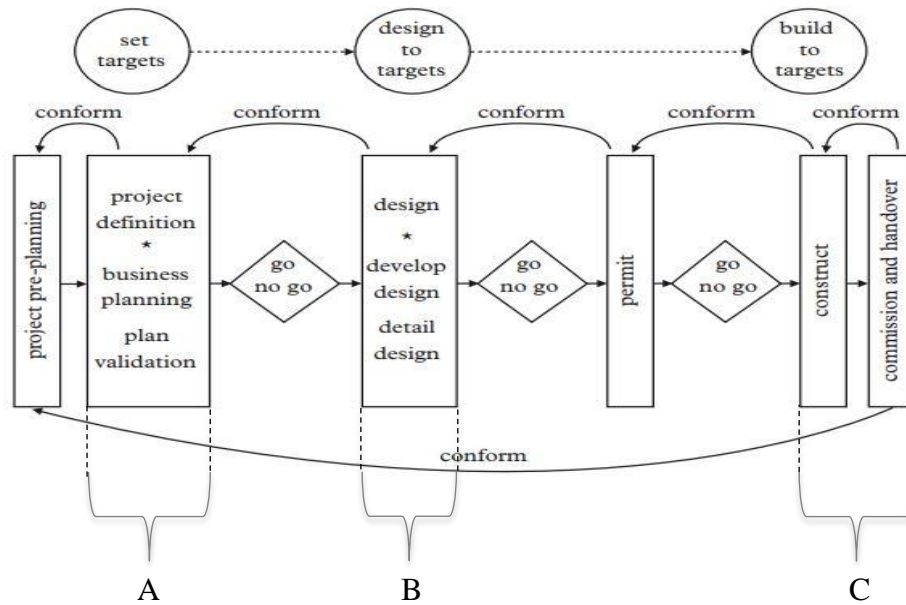 set
targets
design
to
targets
build
to
targets
conform
conform
conform
conform
conform
project pre-planning
project
definition
*
business
planning
plan
validation
go
no go
design
*
develop
design
detail
design
go
no go
permit
go
no go
construct
commission and handover
conform
A
B
C